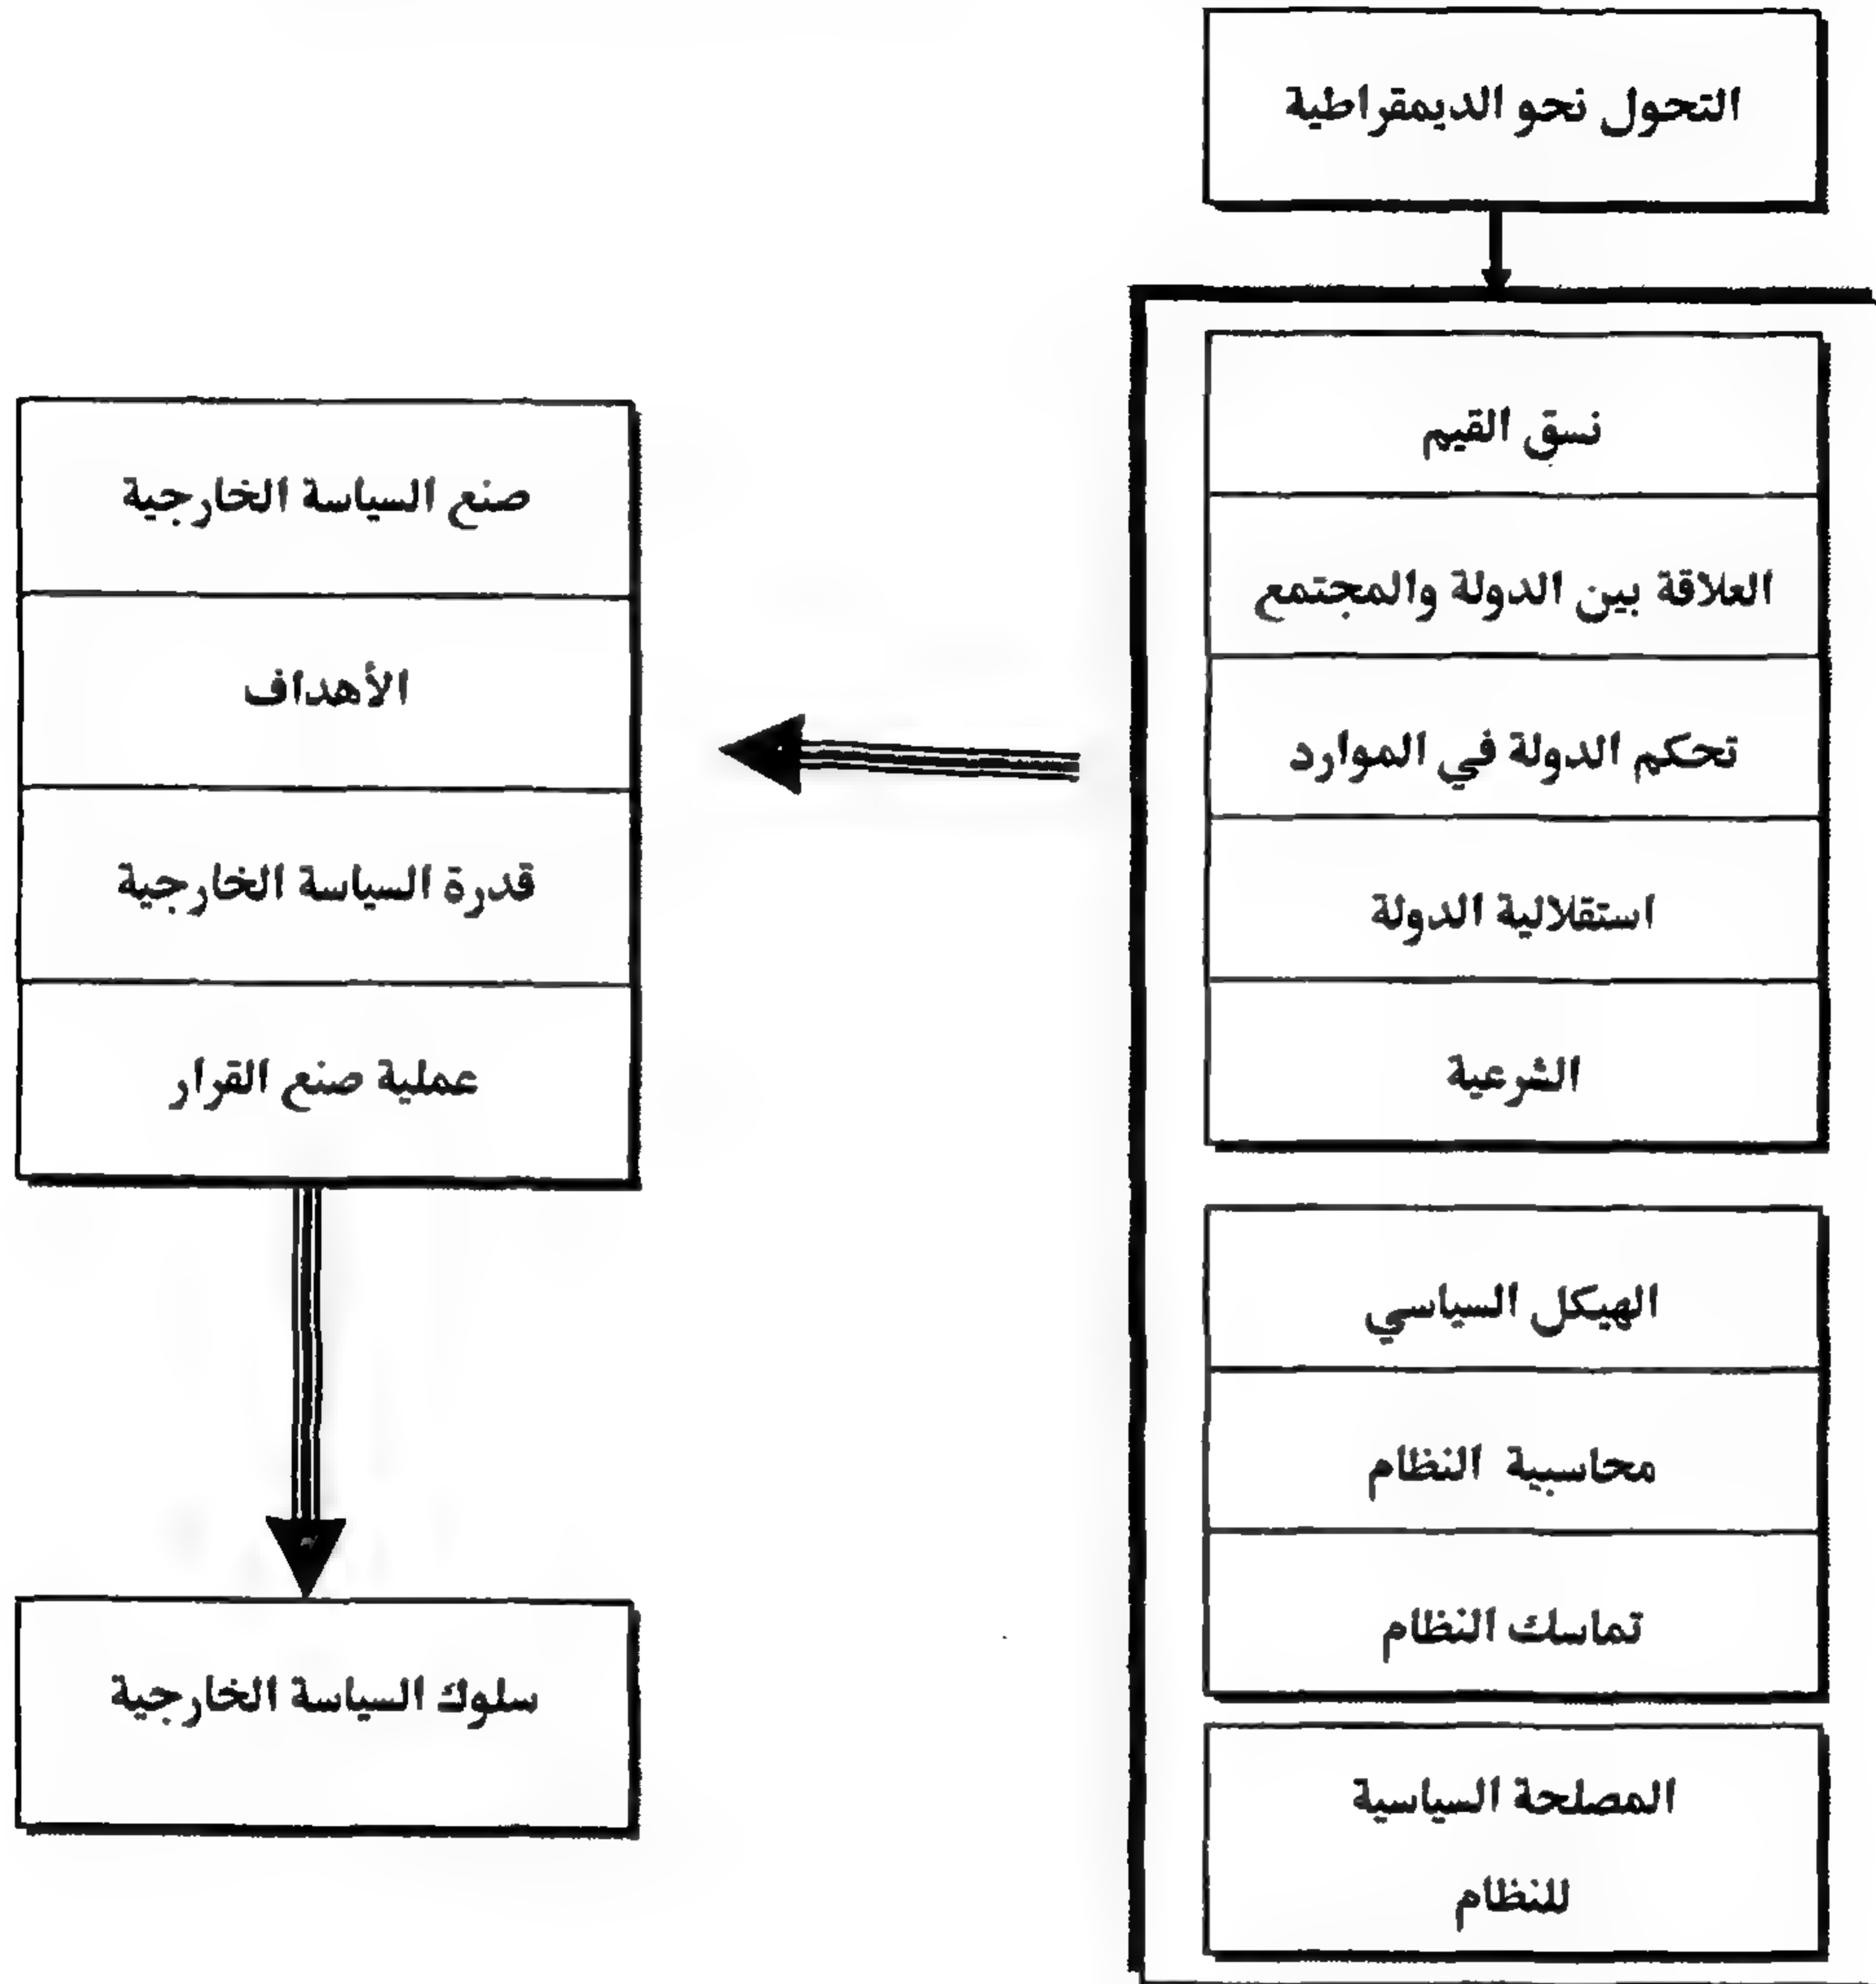 التحول نحو الديمقراطية
نسق القيم
العلاقة بين الدولة والمجتمع
تحكم الدولة في الموارد
استقلالية الدولة
الشرعية
الهيكل السياسي
محاسبية النظام
تماسك النظام
المصلحة السياسية
للنظام
صنع السياسة الخارجية
الأهداف
قدرة السياسة الخارجية
عملية صنع القرار
سلوك السياسة الخارجية